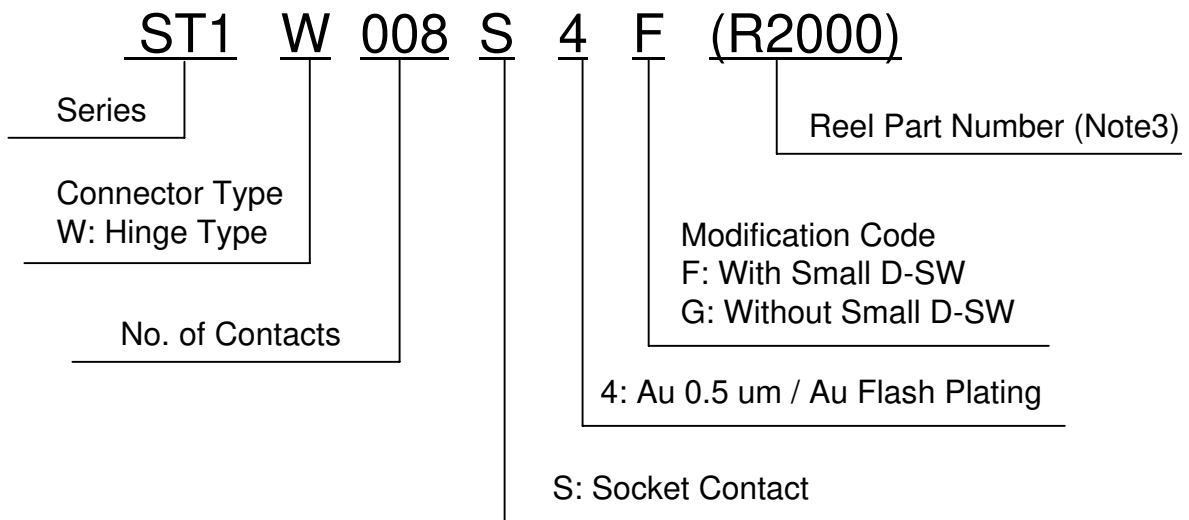 ST1 W 008 S 4 F (R2000)
Series
Reel Part Number (Note3)
Connector Type
W: Hinge Type
Modification Code
F: With Small D-SW
G: Without Small D-SW
No. of Contacts
4: Au 0.5 um / Au Flash Plating
S: Socket Contact